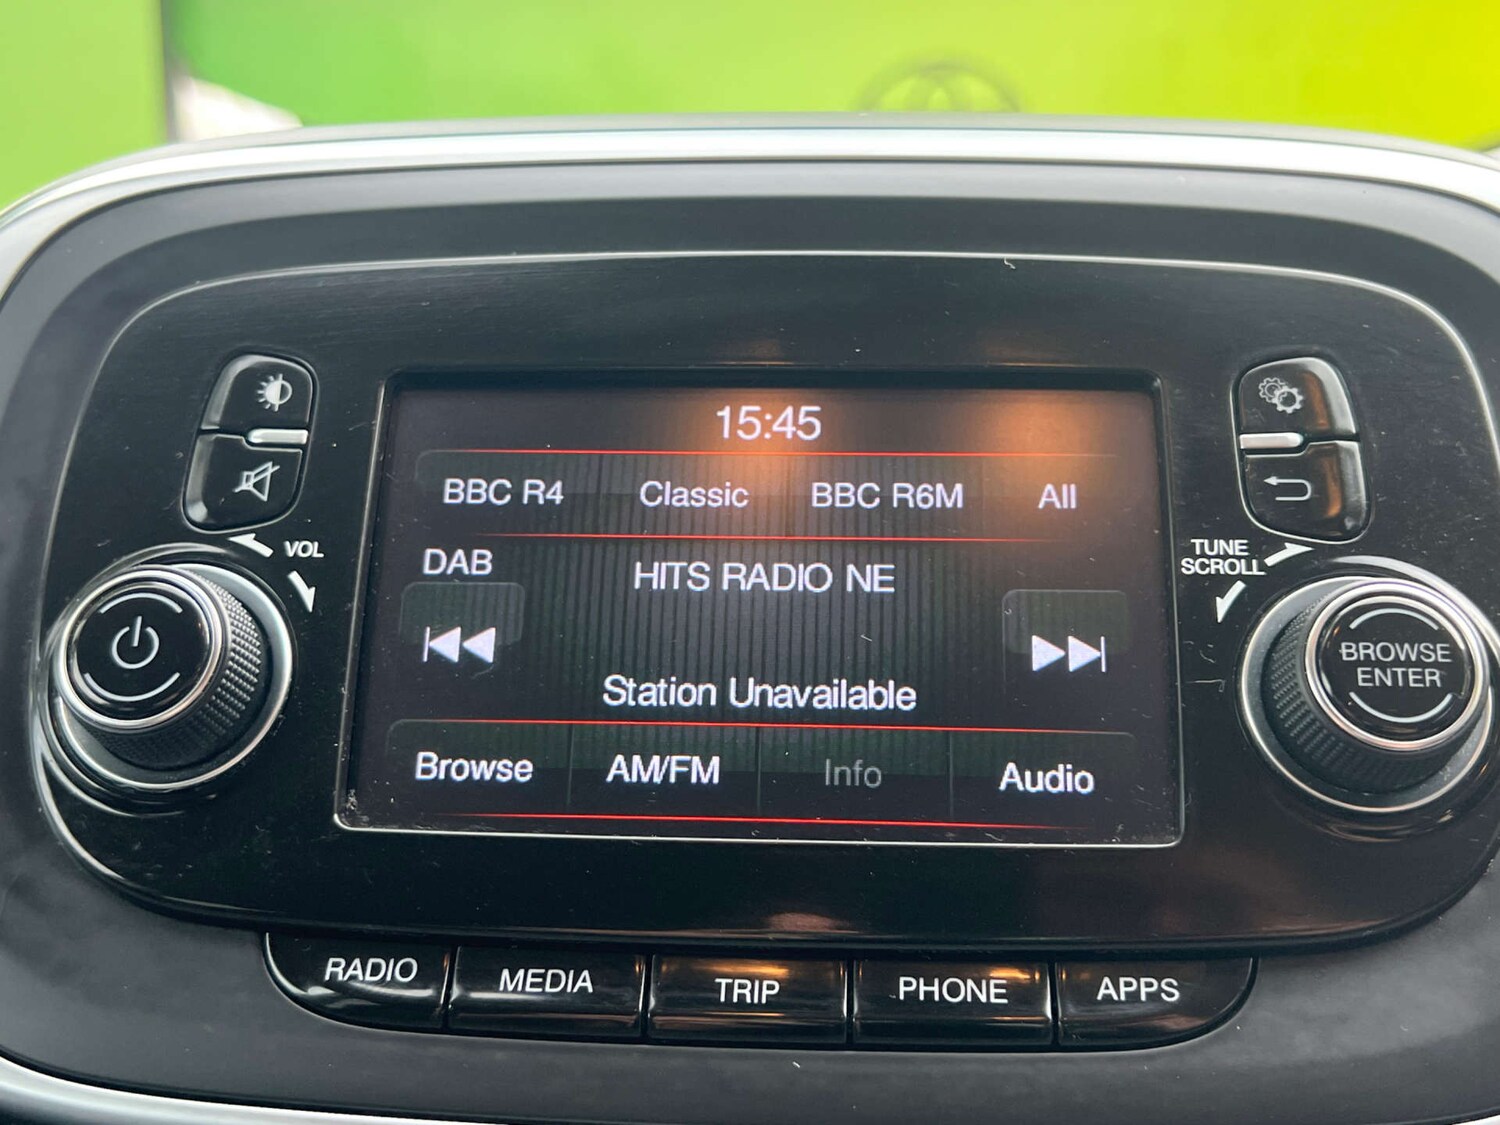 15:45
BBC R4 Classic BBC R6M All
DAB
HITS RADIO NE
Station Unavailable
Browse AM/FM Info Audio
VOL
TUNE
SCROLL
BROWSE
ENTER
RADIO MEDIA TRIP PHONE APPS